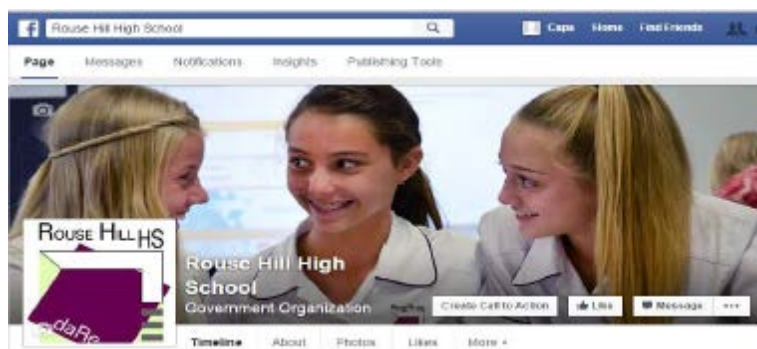 Rouse Hill High School
Capa Home Find Friends
Page Messages Notifications Insights Publishing Tools
ROUSE HILL HS
daRe
Rouse Hill High
School
Government Organization
Create Call to Action Like Message
Timeline About Photos Likes More